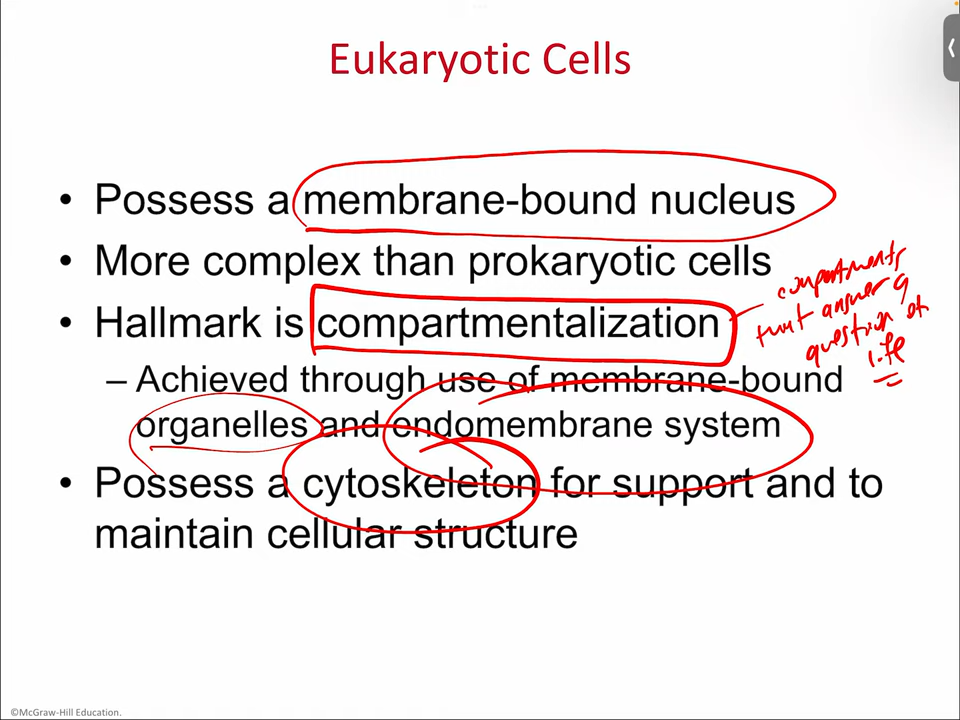 Eukaryotic Cells
• Possess a membrane-bound nucleus
• More complex than prokaryotic cells
• Hallmark is compartmentalization
– Achieved through use of membrane-bound
organelles and endomembrane system
• Possess a cytoskeleton for support and to
maintain cellular structure
compartments
that answer a
question of
life
©McGraw-Hill Education.